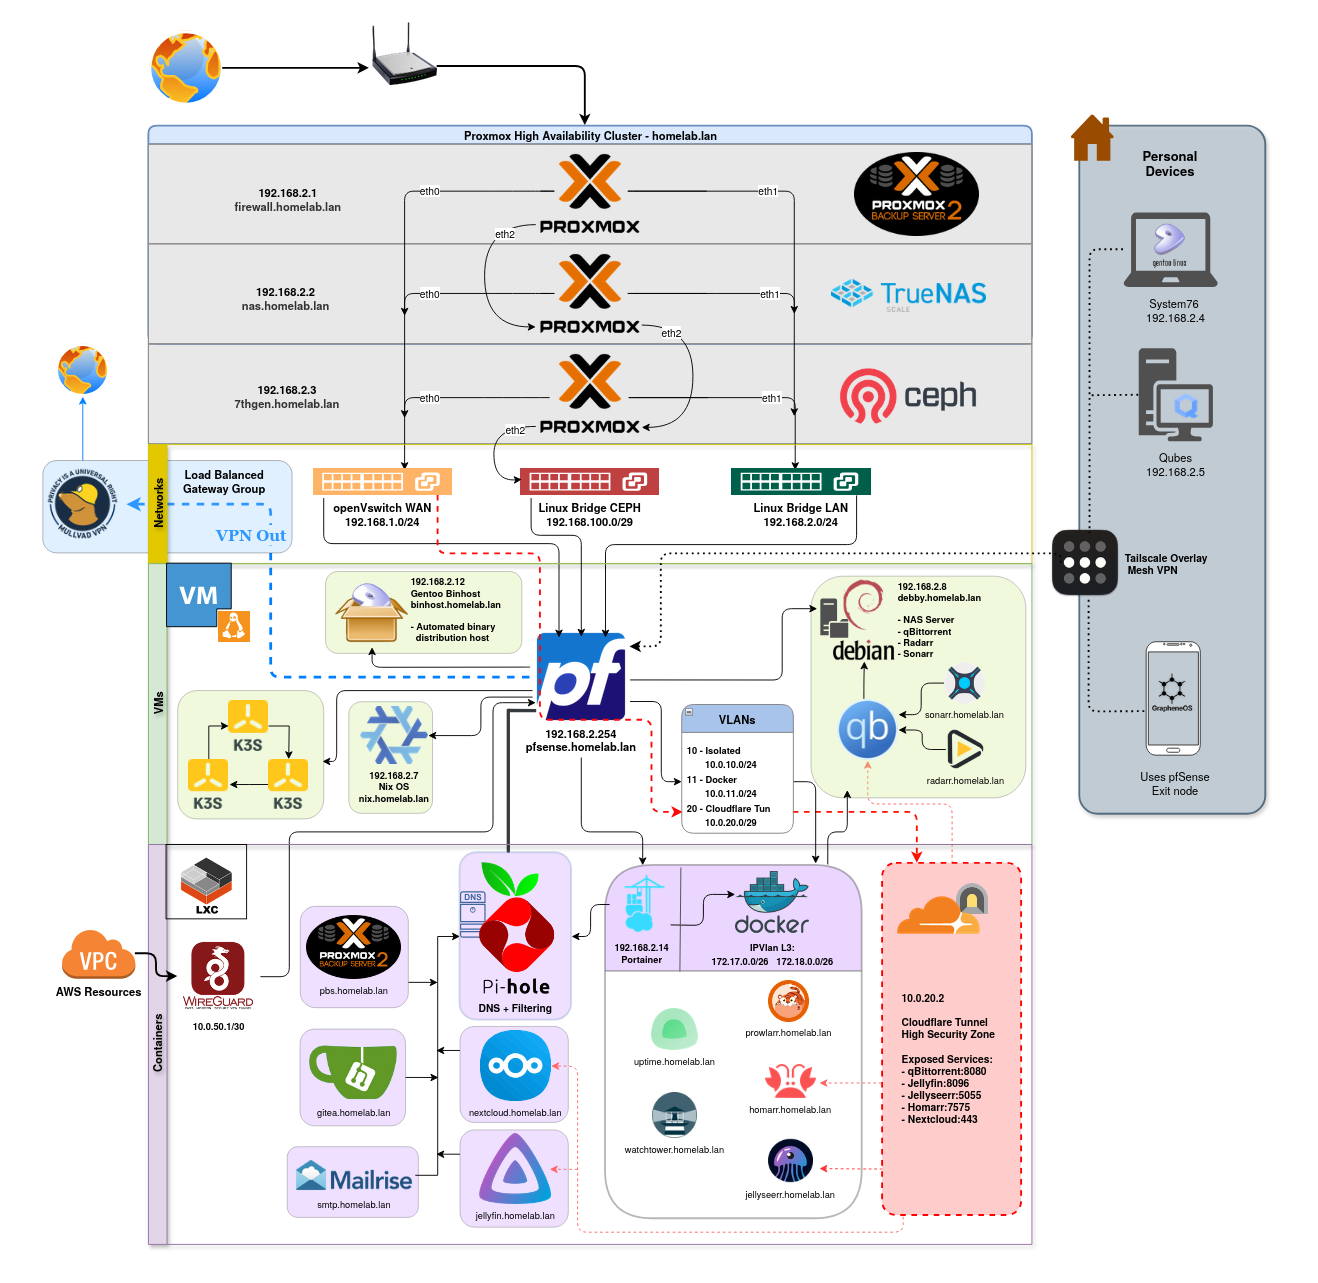 Proxmox High Availability Cluster - homelab.lan
192.168.2.1
firewall.homelab.lan
eth0
eth1
PROXMOX
eth2
PROXMOX
BACKUP SERVER 2
192.168.2.2
nas.homelab.lan
eth0
eth1
PROXMOX
eth2
TrueNAS
SCALE
192.168.2.3
7thgen.homelab.lan
eth0
eth1
PROXMOX
eth2
ceph
Personal
Devices
gentoo linux
System76
192.168.2.4
Qubes
192.168.2.5
Tailscale Overlay
Mesh VPN
GrapheneOS
Uses pfSense
Exit node
Networks
PRIVACY IS A UNIVERSAL RIGHT
MULLVAD VPN
Load Balanced
Gateway Group
VPN Out
openVswitch WAN
192.168.1.0/24
Linux Bridge CEPH
192.168.100.0/29
Linux Bridge LAN
192.168.2.0/24
VMs
VM
192.168.2.12
Gentoo Binhost
binhost.homelab.lan
- Automated binary
distribution host
pf
192.168.2.254
pfsense.homelab.lan
K3S
K3S
K3S
192.168.2.7
Nix OS
nix.homelab.lan
VLANs
10 - Isolated
10.0.10.0/24
11 - Docker
10.0.11.0/24
20 - Cloudflare Tun
10.0.20.0/29
debian
192.168.2.8
debby.homelab.lan
- NAS Server
- qBittorrent
- Radarr
- Sonarr
qb
sonarr.homelab.lan
radarr.homelab.lan
Containers
LXC
VPC
AWS Resources
WIREGUARD
10.0.50.1/30
PROXMOX
BACKUP SERVER 2
pbs.homelab.lan
gitea.homelab.lan
Mailrise
smtp.homelab.lan
DNS
Pi-hole
DNS + Filtering
nextcloud.homelab.lan
jellyfin.homelab.lan
192.168.2.14
Portainer
docker
IPVlan L3:
172.17.0.0/26 172.18.0.0/26
uptime.homelab.lan
watchtower.homelab.lan
prowlarr.homelab.lan
homarr.homelab.lan
jellyseerr.homelab.lan
10.0.20.2
Cloudflare Tunnel
High Security Zone
Exposed Services:
- qBittorrent:8080
- Jellyfin:8096
- Jellyseerr:5055
- Homarr:7575
- Nextcloud:443